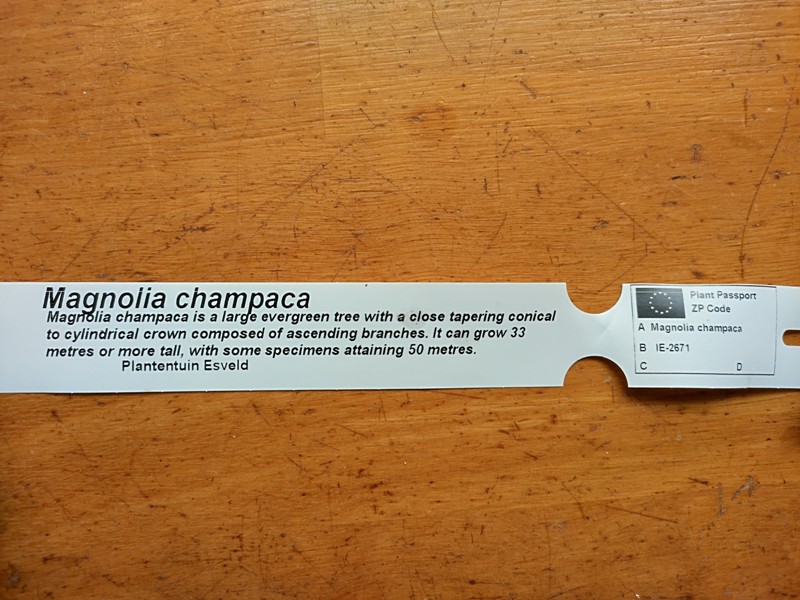 Magnolia champaca
Magnolia champaca is a large evergreen tree with a close tapering conical
to cylindrical crown composed of ascending branches. It can grow 33
metres or more tall, with some specimens attaining 50 metres.
Plantentuin Esveld
Plant Passport
ZP Code
A Magnolia champaca
B IE-2671
C D